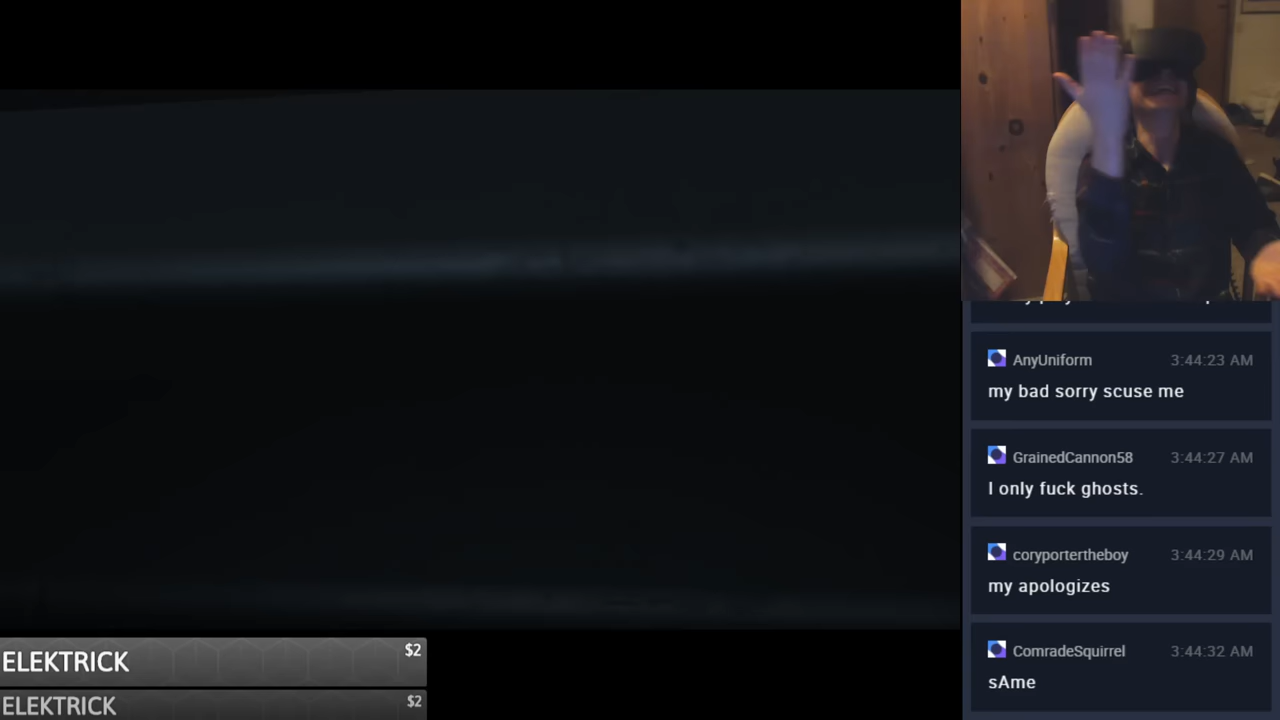 AnyUniform 3:44:23 AM
my bad sorry scuse me
GrainedCannon58 3:44:27 AM
I only fuck ghosts.
coryportertheboy 3:44:29 AM
my apologizes
ComradeSquirrel 3:44:32 AM
sAme
ELEKTRICK $2
ELEKTRICK $2